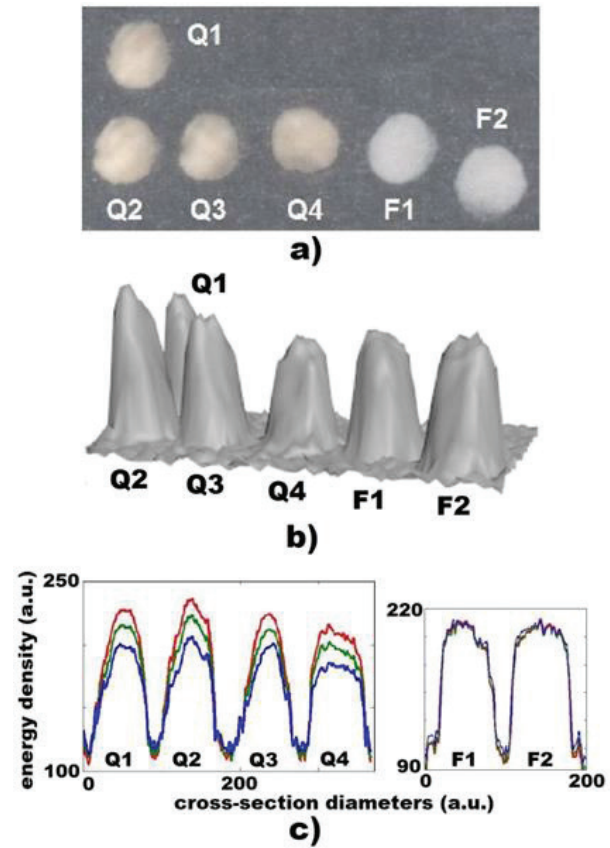 Q1
F2
Q2 Q3 Q4 F1
a)
Q1
Q2 Q3 Q4 F1 F2
b)
energy density (a.u.)
250
100
Q1 Q2 Q3 Q4
0 200
220
90
F1 F2
0 100 200
cross-section diameters (a.u.)
c)